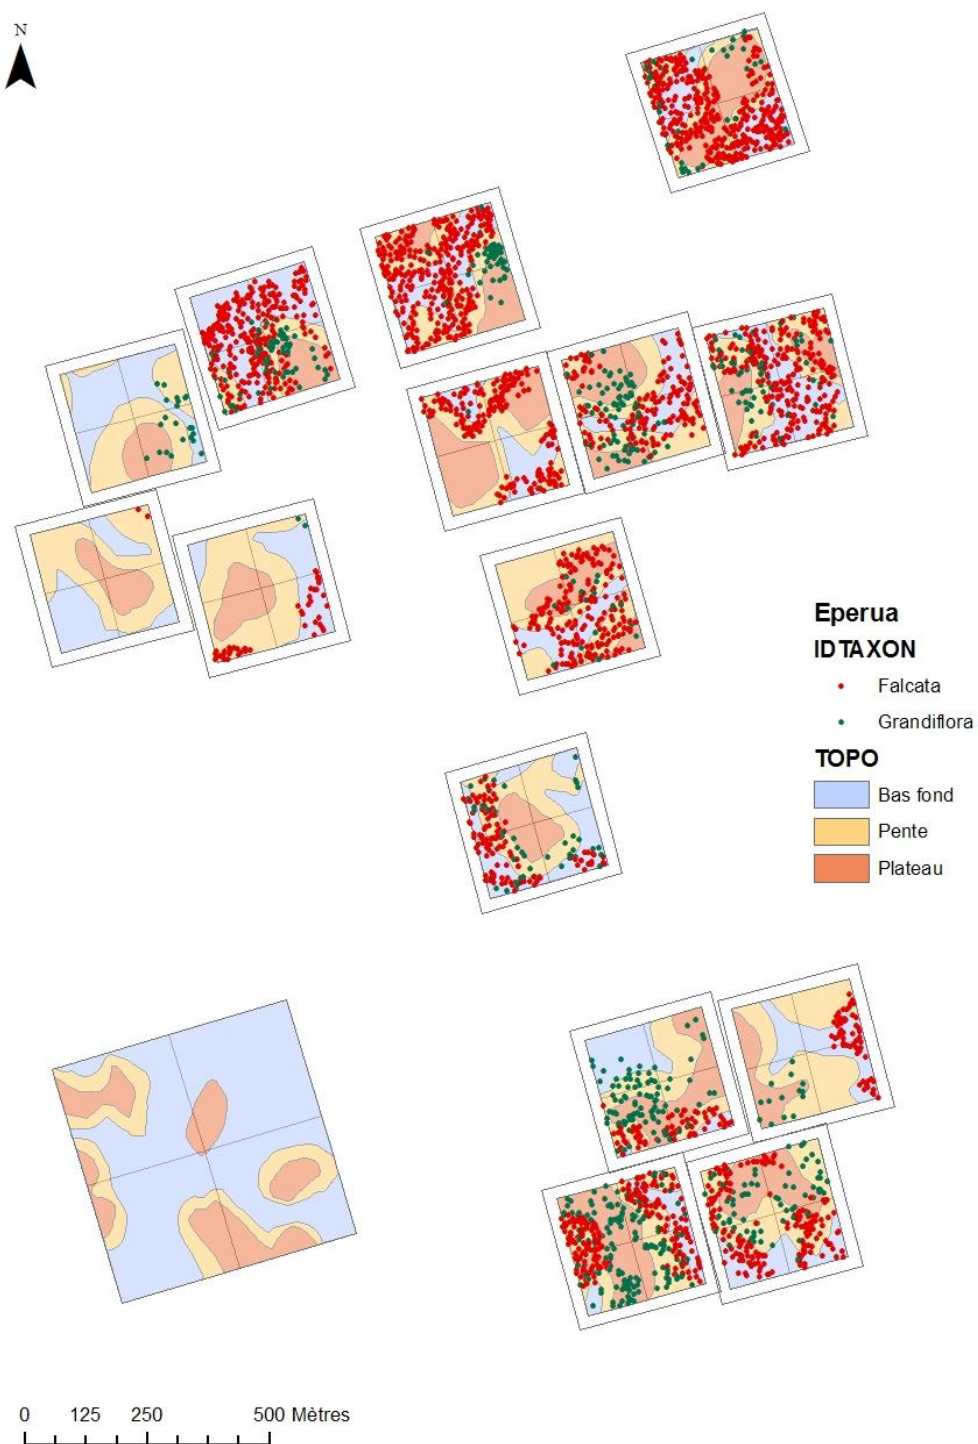 N
Eperua
IDTAXON
Falcata
Grandiflora
TOPO
Bas fond
Pente
Plateau
0 125 250 500 Mètres